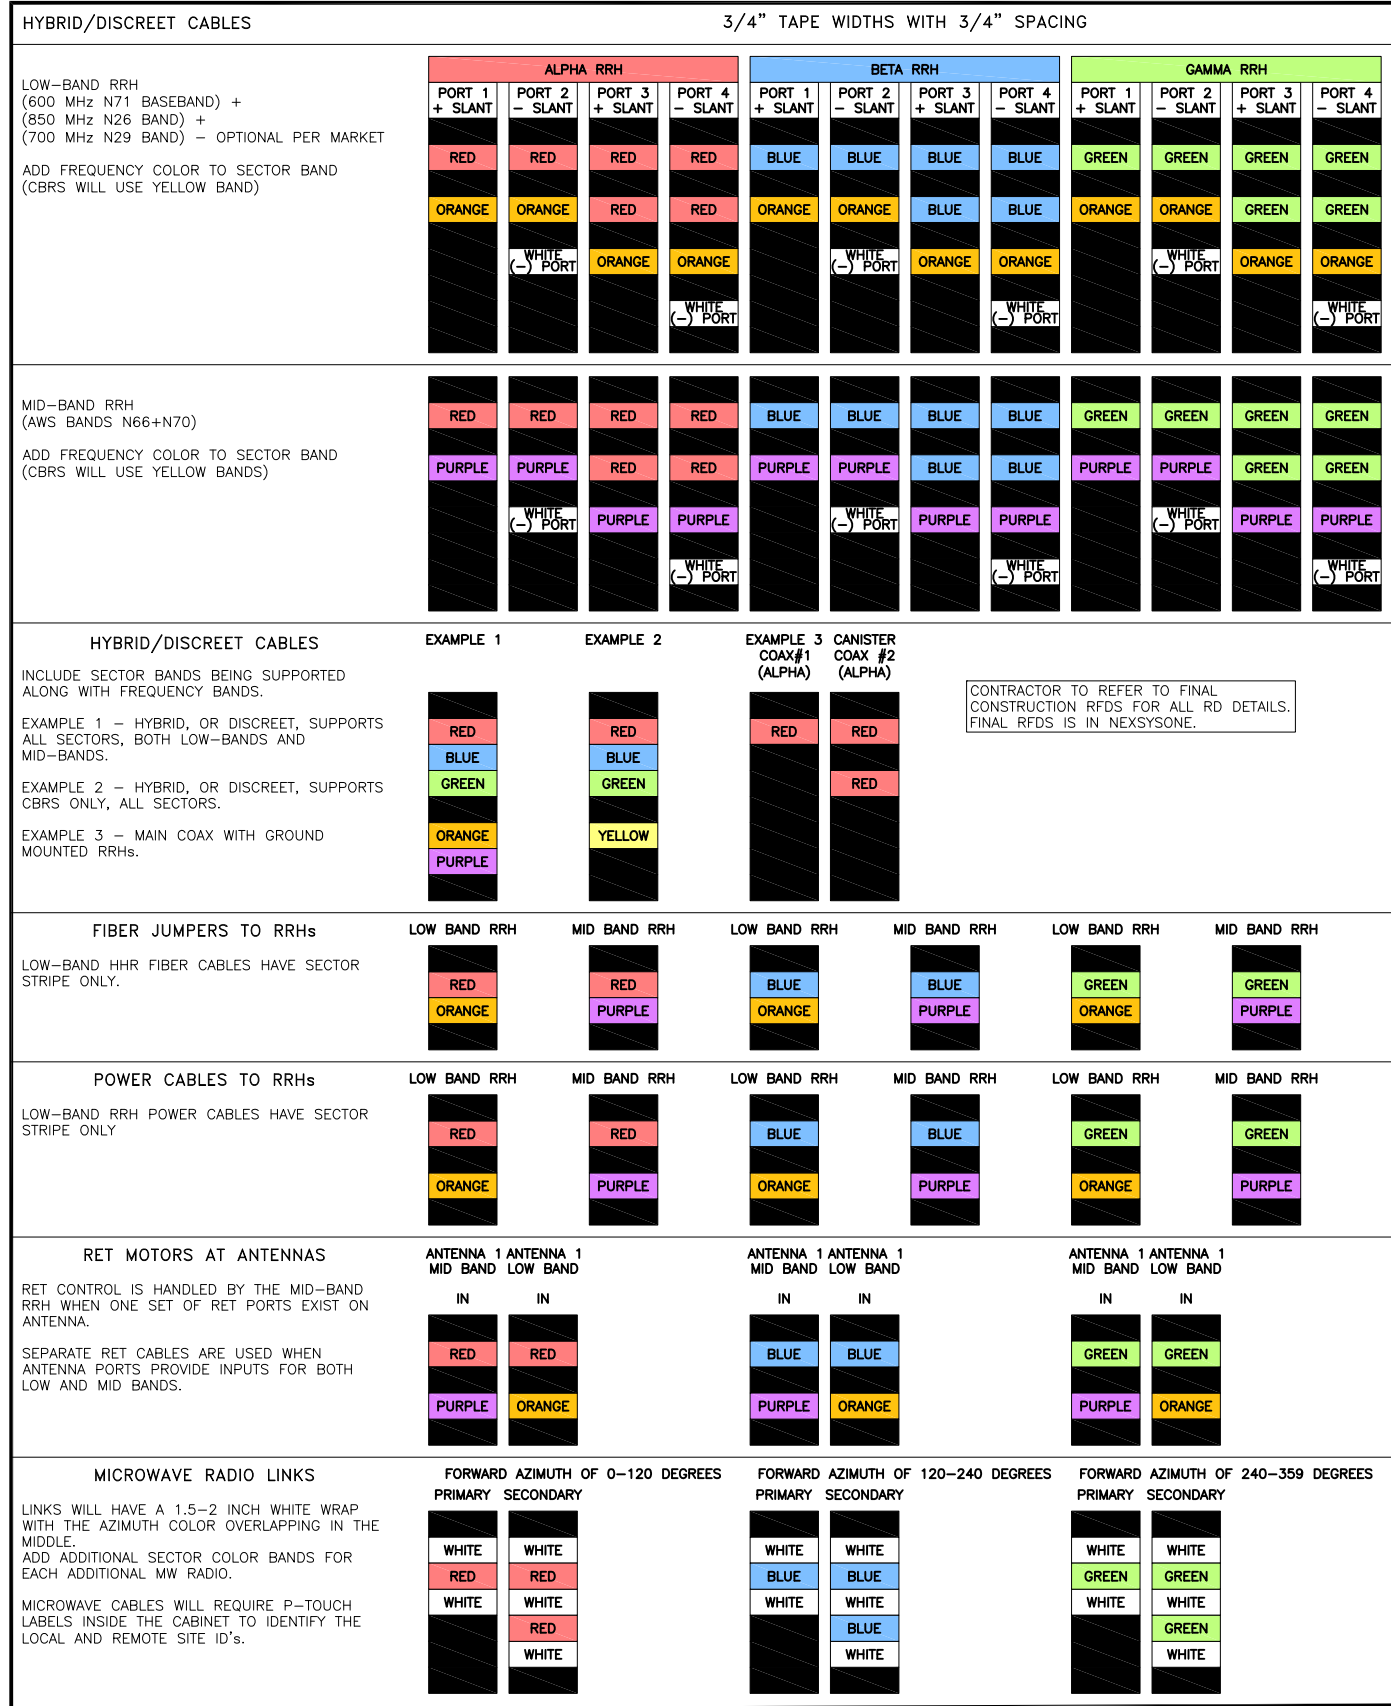 HYBRID/DISCREET CABLES
3/4" TAPE WIDTHS WITH 3/4" SPACING
LOW-BAND RRH
(600 MHz N71 BASEBAND) +
(850 MHz N26 BAND) +
(700 MHz N29 BAND) - OPTIONAL PER MARKET
ADD FREQUENCY COLOR TO SECTOR BAND
(CBRS WILL USE YELLOW BAND)
ALPHA RRH BETA RRH GAMMA RRH
PORT 1 PORT 2 PORT 3 PORT 4 PORT 1 PORT 2 PORT 3 PORT 4 PORT 1 PORT 2 PORT 3 PORT 4
+ SLANT - SLANT + SLANT - SLANT + SLANT - SLANT + SLANT - SLANT + SLANT - SLANT + SLANT - SLANT
RED RED RED RED BLUE BLUE BLUE BLUE GREEN GREEN GREEN GREEN
ORANGE ORANGE RED RED ORANGE ORANGE BLUE BLUE ORANGE ORANGE GREEN GREEN
WHITE (-) PORT ORANGE ORANGE WHITE (-) PORT ORANGE ORANGE WHITE (-) PORT ORANGE ORANGE
WHITE (-) PORT WHITE (-) PORT WHITE (-) PORT
MID-BAND RRH
(AWS BANDS N66+N70)
ADD FREQUENCY COLOR TO SECTOR BAND
(CBRS WILL USE YELLOW BANDS)
RED RED RED RED BLUE BLUE BLUE BLUE GREEN GREEN GREEN GREEN
PURPLE PURPLE RED RED PURPLE PURPLE BLUE BLUE PURPLE PURPLE GREEN GREEN
WHITE (-) PORT PURPLE PURPLE WHITE (-) PORT PURPLE PURPLE WHITE (-) PORT PURPLE PURPLE
WHITE (-) PORT WHITE (-) PORT WHITE (-) PORT
HYBRID/DISCREET CABLES
INCLUDE SECTOR BANDS BEING SUPPORTED
ALONG WITH FREQUENCY BANDS.
EXAMPLE 1 - HYBRID, OR DISCREET, SUPPORTS
ALL SECTORS, BOTH LOW-BANDS AND
MID-BANDS.
EXAMPLE 2 - HYBRID, OR DISCREET, SUPPORTS
CBRS ONLY, ALL SECTORS.
EXAMPLE 3 - MAIN COAX WITH GROUND
MOUNTED RRHs.
EXAMPLE 1 EXAMPLE 2 EXAMPLE 3 CANISTER
COAX#1 COAX #2
(ALPHA) (ALPHA)
RED RED RED RED
BLUE BLUE
GREEN GREEN RED
ORANGE YELLOW
PURPLE
CONTRACTOR TO REFER TO FINAL
CONSTRUCTION RFDS FOR ALL RD DETAILS.
FINAL RFDS IS IN NEXSYSONE.
FIBER JUMPERS TO RRHs
LOW-BAND HHR FIBER CABLES HAVE SECTOR
STRIPE ONLY.
LOW BAND RRH MID BAND RRH LOW BAND RRH MID BAND RRH LOW BAND RRH MID BAND RRH
RED RED BLUE BLUE GREEN GREEN
ORANGE PURPLE ORANGE PURPLE ORANGE PURPLE
POWER CABLES TO RRHs
LOW-BAND RRH POWER CABLES HAVE SECTOR
STRIPE ONLY
LOW BAND RRH MID BAND RRH LOW BAND RRH MID BAND RRH LOW BAND RRH MID BAND RRH
RED RED BLUE BLUE GREEN GREEN
ORANGE PURPLE ORANGE PURPLE ORANGE PURPLE
RET MOTORS AT ANTENNAS
RET CONTROL IS HANDLED BY THE MID-BAND
RRH WHEN ONE SET OF RET PORTS EXIST ON
ANTENNA.
SEPARATE RET CABLES ARE USED WHEN
ANTENNA PORTS PROVIDE INPUTS FOR BOTH
LOW AND MID BANDS.
ANTENNA 1 ANTENNA 1 ANTENNA 1 ANTENNA 1 ANTENNA 1 ANTENNA 1
MID BAND LOW BAND MID BAND LOW BAND MID BAND LOW BAND
IN IN IN IN IN IN
RED RED BLUE BLUE GREEN GREEN
PURPLE ORANGE PURPLE ORANGE PURPLE ORANGE
MICROWAVE RADIO LINKS
LINKS WILL HAVE A 1.5-2 INCH WHITE WRAP
WITH THE AZIMUTH COLOR OVERLAPPING IN THE
MIDDLE.
ADD ADDITIONAL SECTOR COLOR BANDS FOR
EACH ADDITIONAL MW RADIO.
MICROWAVE CABLES WILL REQUIRE P-TOUCH
LABELS INSIDE THE CABINET TO IDENTIFY THE
LOCAL AND REMOTE SITE ID's.
FORWARD AZIMUTH OF 0-120 DEGREES FORWARD AZIMUTH OF 120-240 DEGREES FORWARD AZIMUTH OF 240-359 DEGREES
PRIMARY SECONDARY PRIMARY SECONDARY PRIMARY SECONDARY
WHITE WHITE WHITE WHITE WHITE WHITE
RED RED BLUE BLUE GREEN GREEN
WHITE WHITE WHITE WHITE WHITE WHITE
RED BLUE GREEN
WHITE WHITE WHITE